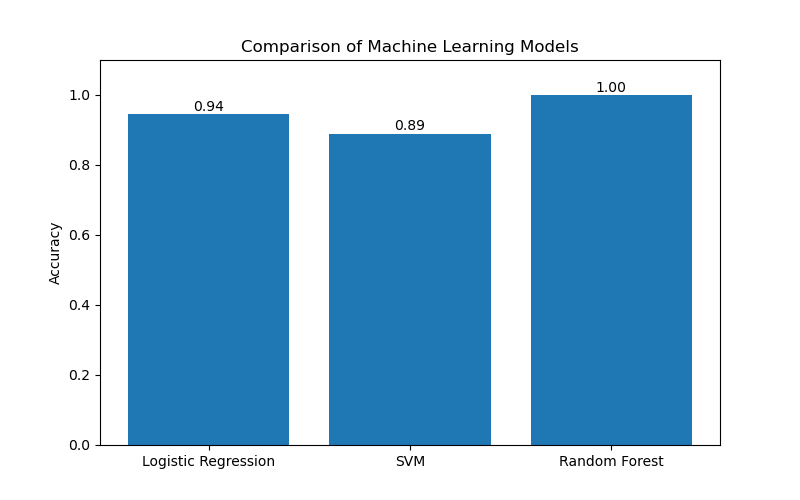 Comparison of Machine Learning Models
Accuracy
1.0
0.8
0.6
0.4
0.2
0.0
0.94
0.89
1.00
Logistic Regression
SVM
Random Forest